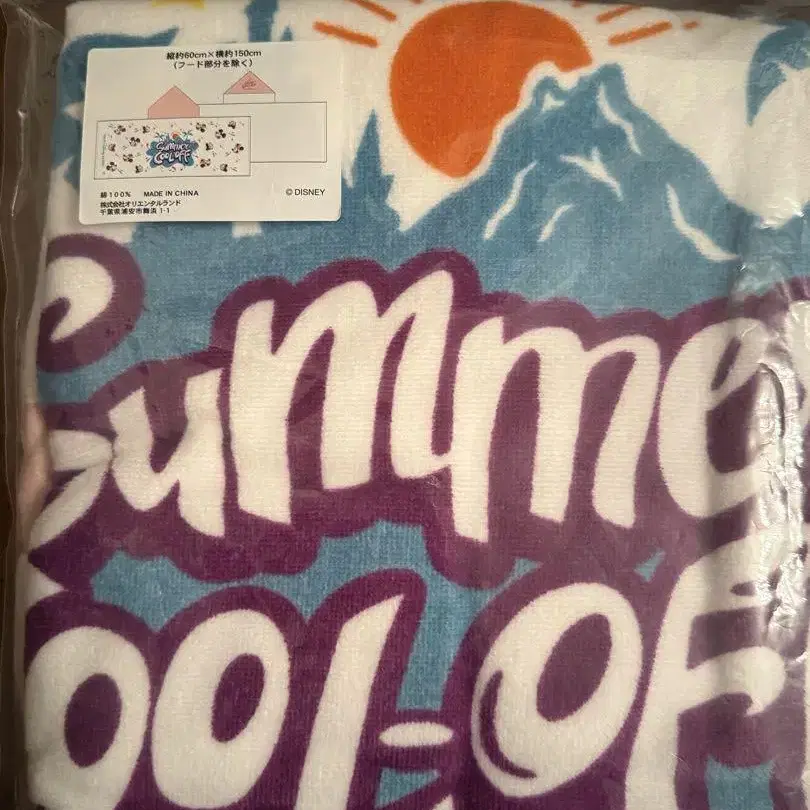 縦約60cm×横約150cm
(フード部分を除く)
Summer
COOL-OFF
綿100% MADE IN CHINA
© DISNEY
株式会社オリエンタルランド
千葉県浦安市舞浜 1-1
Summe
OOL-OF